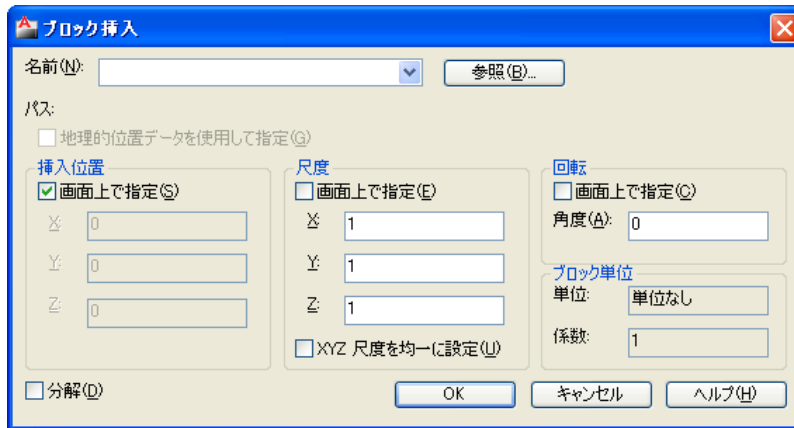 ブロック挿入
名前(N):
参照(B)...
パス:
地理的位置データを使用して指定(G)
挿入位置
画面上で指定(S)
X: 0
Y: 0
Z: 0
尺度
画面上で指定(E)
X: 1
Y: 1
Z: 1
XYZ 尺度を均一に設定(U)
回転
画面上で指定(C)
角度(A): 0
ブロック単位
単位: 単位なし
係数: 1
分解(D)
OK
キャンセル
ヘルプ(H)